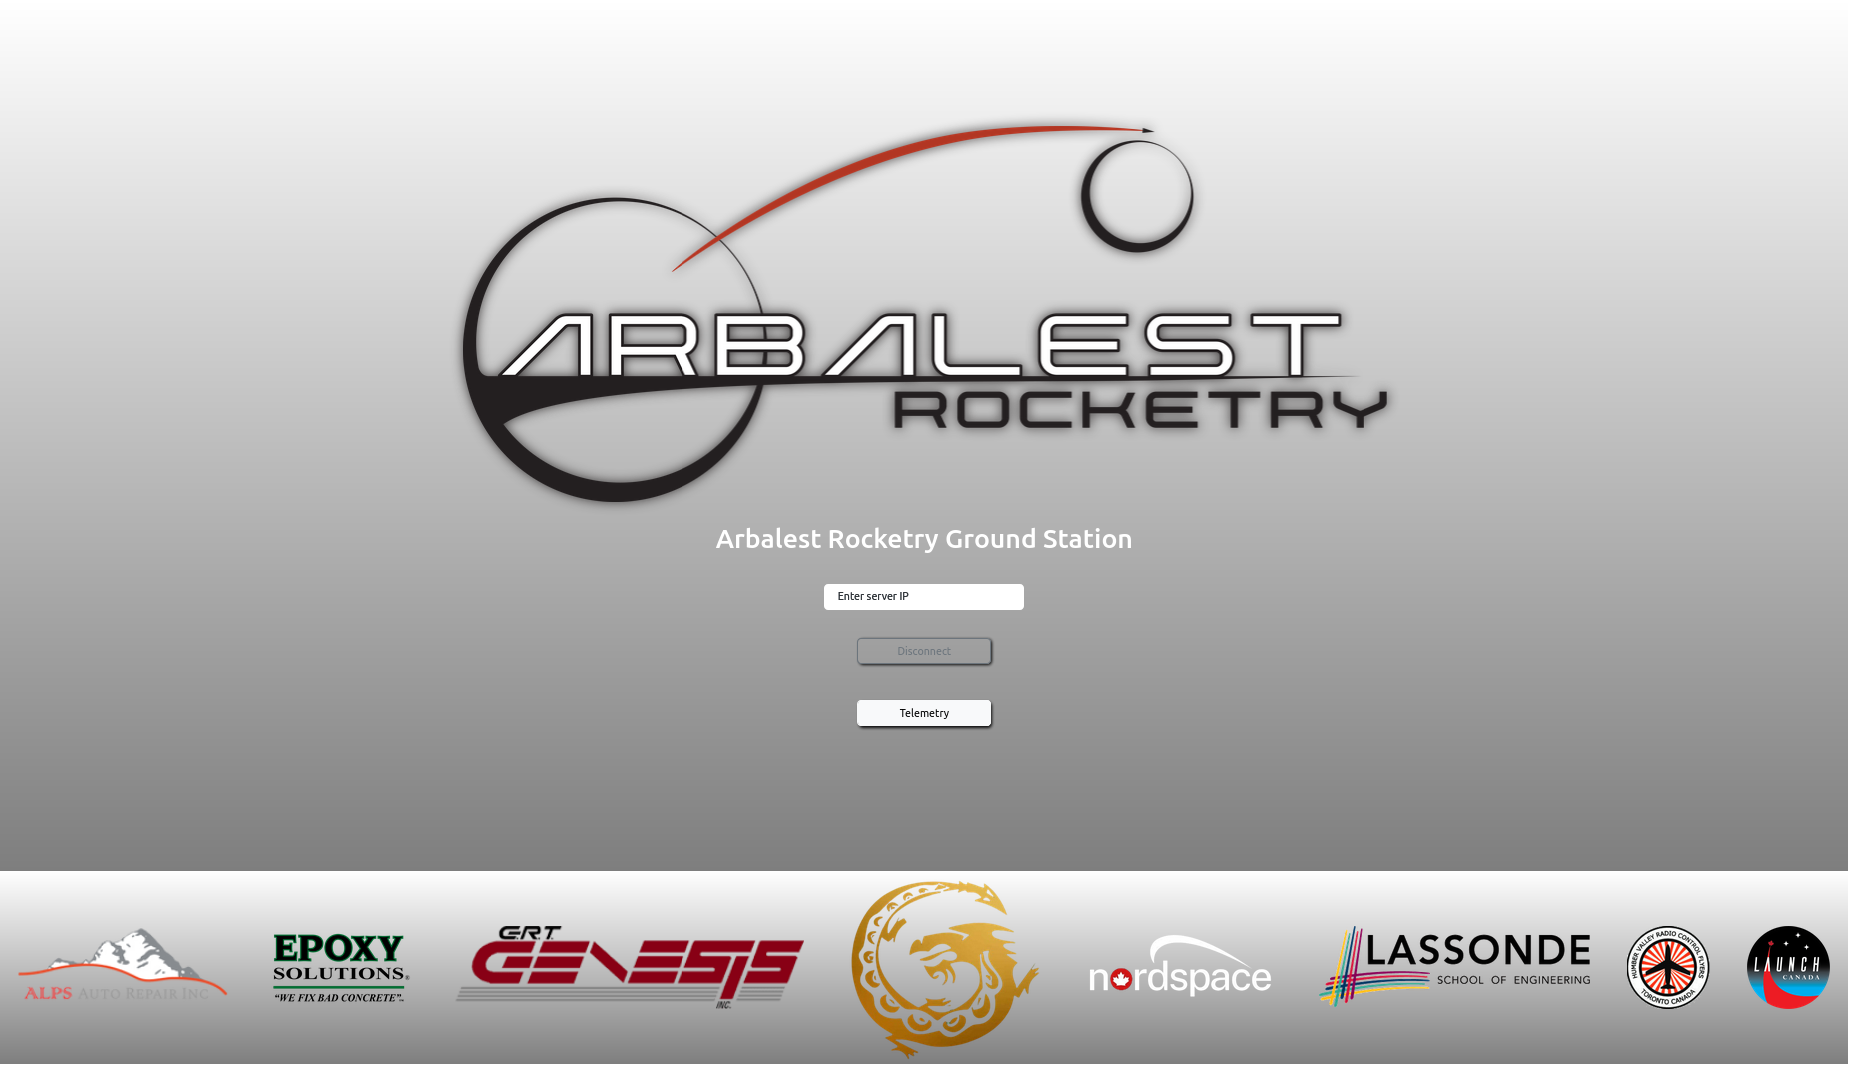 ARBALEST
ROCKETRY
Arbalest Rocketry Ground Station
Enter server IP
Disconnect
Telemetry
ALPS AUTO REPAIR INC
EPOXY
SOLUTIONS®
"WE FIX BAD CONCRETE"™
G.R.T.
GENESIS
INC.
nordspace
LASSONDE
SCHOOL OF ENGINEERING
HUMBER VALLEY RADIO CONTROL FLYERS
TORONTO CANADA
LAUNCH
CANADA